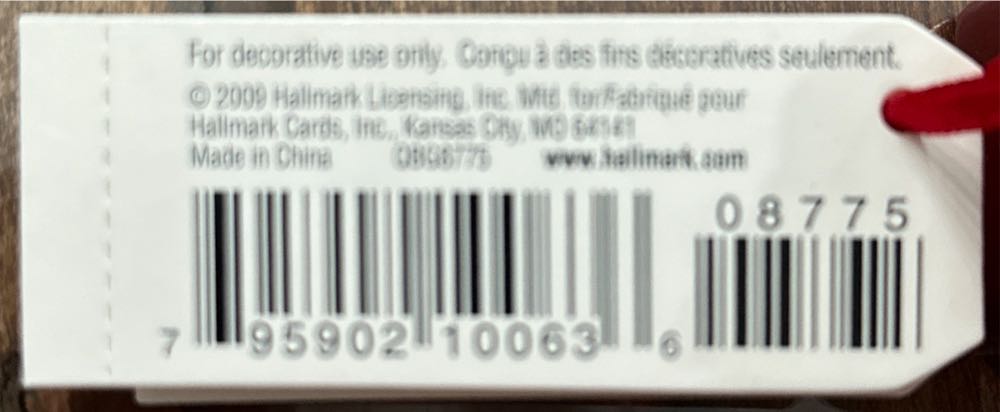 For decorative use only. Conçu à des fins décoratives seulement.
© 2009 Hallmark Licensing, Inc. Mfd. for/Fabriqué pour
Hallmark Cards, Inc., Kansas City, MO 64141
Made in China www.hallmark.com
08775
7 95902 10063 6